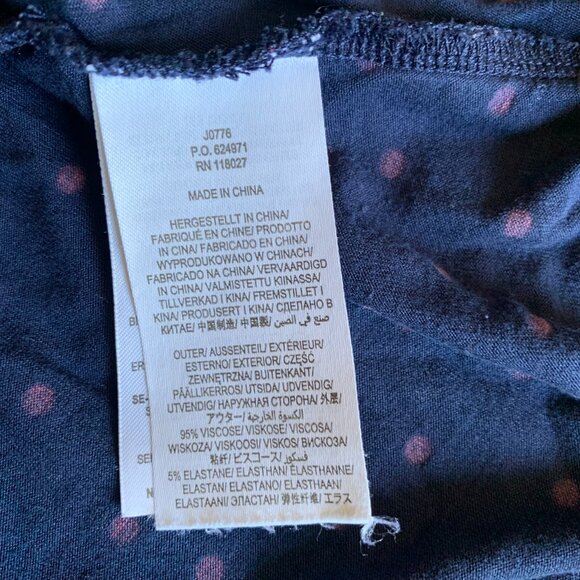 J0776
P.O. 624971
RN 118027
MADE IN CHINA
HERGESTELLT IN CHINA/
FABRIQUÉ EN CHINE/ PRODOTTO
IN CINA/ FABRICADO EN CHINA/
WYPRODUKOWANO W CHINACH/
FABRICADO NA CHINA/ VERVAARDIGD
IN CHINA/ VALMISTETTU KIINASSA/
TILLVERKAD I KINA/ FREMSTILLET I
KINA/ PRODUSERT I KINA/ СДЕЛАНО В
КИТАЕ/ 中国制造/ 中国製/ صنع في الصين
OUTER/ AUSSENTEIL/ EXTÉRIEUR/
ESTERNO/ EXTERIOR/ CZĘŚĆ
ZEWNĘTRZNA/ BUITENKANT/
PÄÄLLIKERROS/ UTSIDA/ UDVENDIG/
UTVENDIG/ НАРУЖНАЯ СТОРОНА/ 外层/
アウター/ الكسوة الخارجية
95% VISCOSE/ VISKOSE/ VISCOSA/
WISKOZA/ VISKOOSI/ VISKOS/ ВИСКОЗА/
粘纤/ ビスコース/ فسكوز
5% ELASTANE/ ELASTHAN/ ÉLASTHANNE/
ELASTAN/ ELASTANO/ ELASTHAAN/
ELASTAANI/ ЭЛАСТАН/ 弹性纤维/ エラス